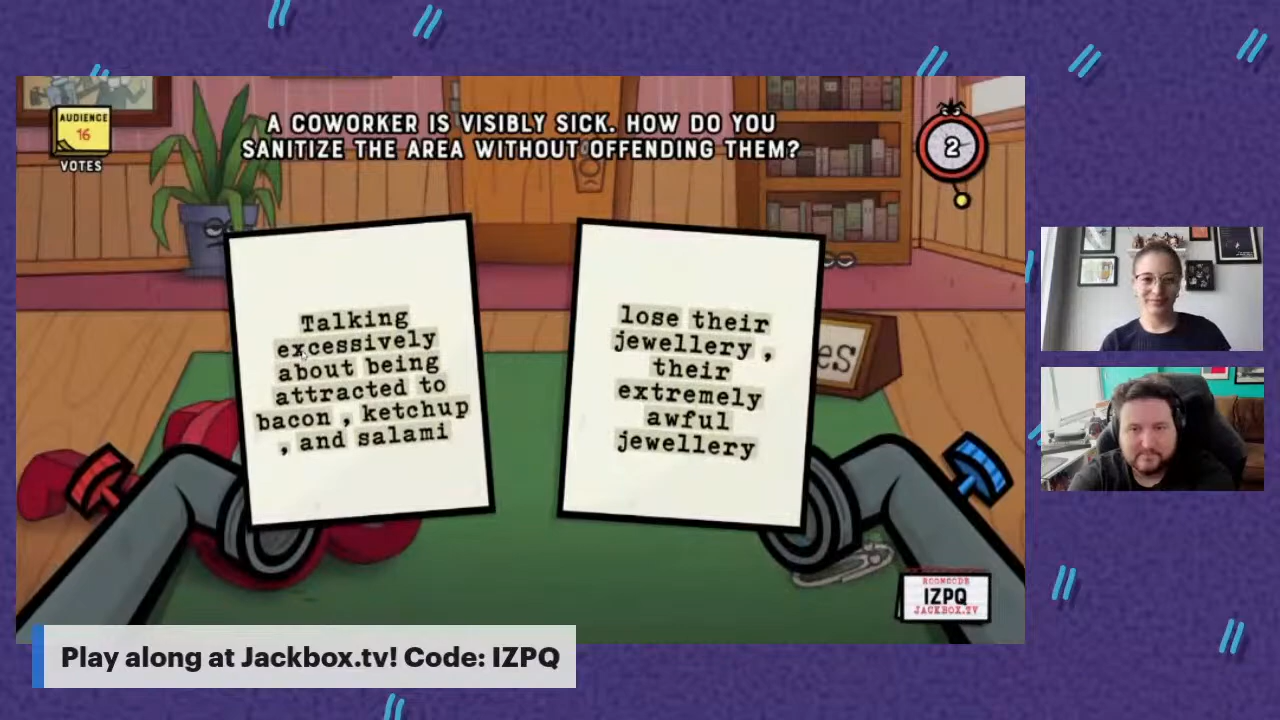 AUDIENCE
16
VOTES
A COWORKER IS VISIBLY SICK. HOW DO YOU
SANITIZE THE AREA WITHOUT OFFENDING THEM?
2
Talking
excessively
about being
attracted to
bacon , ketchup
, and salami
lose their
jewellery ,
their
extremely
awful
jewellery
ROOMCODE
IZPQ
JACKBOX.TV
Play along at Jackbox.tv! Code: IZPQ